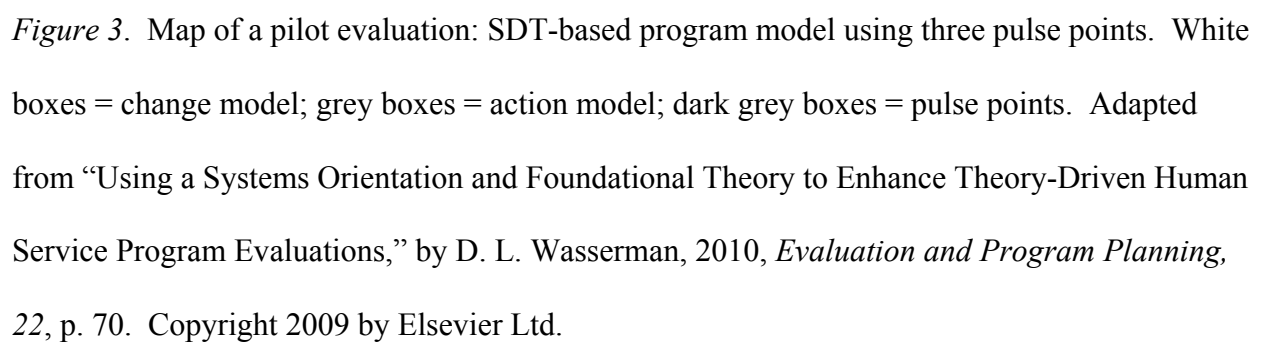 Figure 3.  Map of a pilot evaluation: SDT-based program model using three pulse points.  White
boxes = change model; grey boxes = action model; dark grey boxes = pulse points.  Adapted
from “Using a Systems Orientation and Foundational Theory to Enhance Theory-Driven Human
Service Program Evaluations,” by D. L. Wasserman, 2010, Evaluation and Program Planning,
22, p. 70.  Copyright 2009 by Elsevier Ltd.